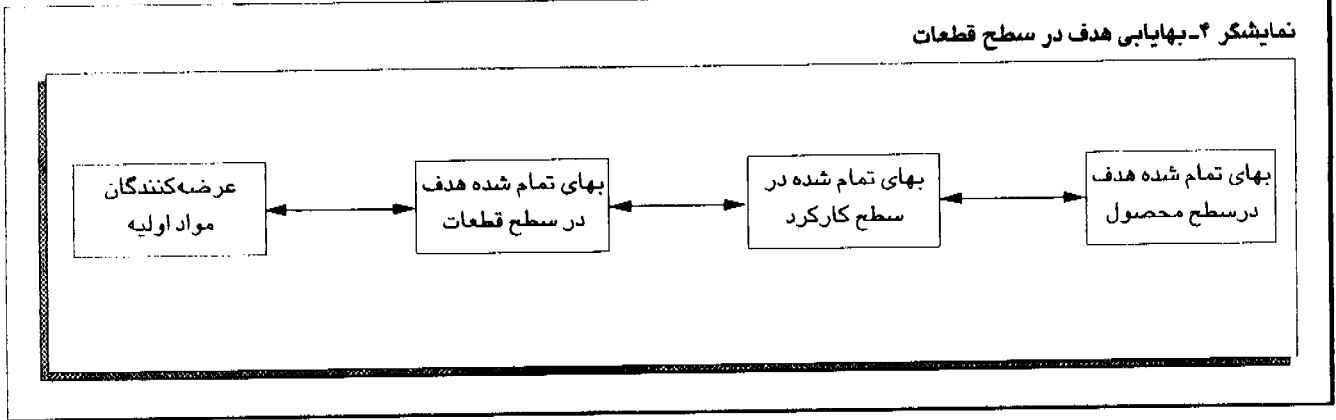 نمایشگر ۴ـ بهایابی هدف در سطح قطعات
بهای تمام شده هدف
درسطح محصول
بهای تمام شده در
سطح کارکرد
بهای تمام شده هدف
در سطح قطعات
عرضه‌کنندگان
مواد اولیه